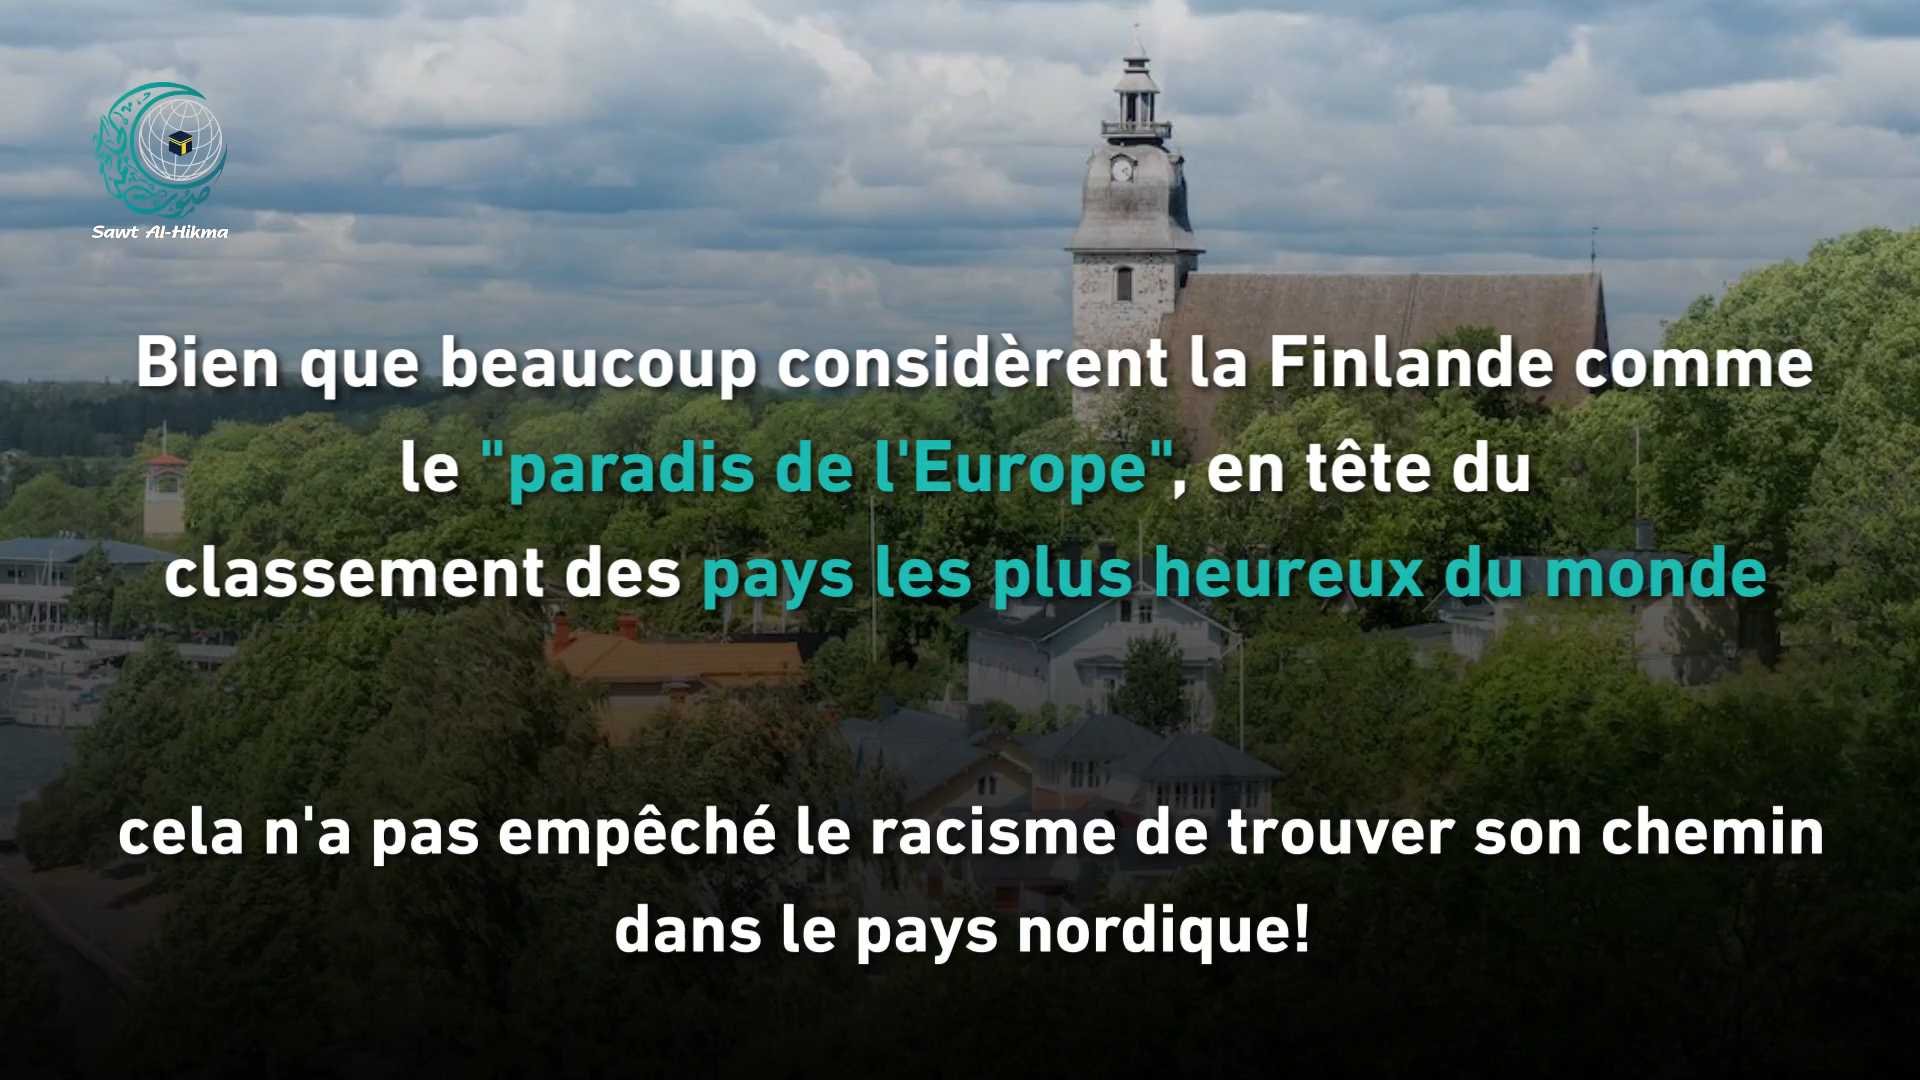 Sawt Al-Hikma
Bien que beaucoup considèrent la Finlande comme
le "paradis de l'Europe", en tête du
classement des pays les plus heureux du monde
cela n'a pas empêché le racisme de trouver son chemin
dans le pays nordique!